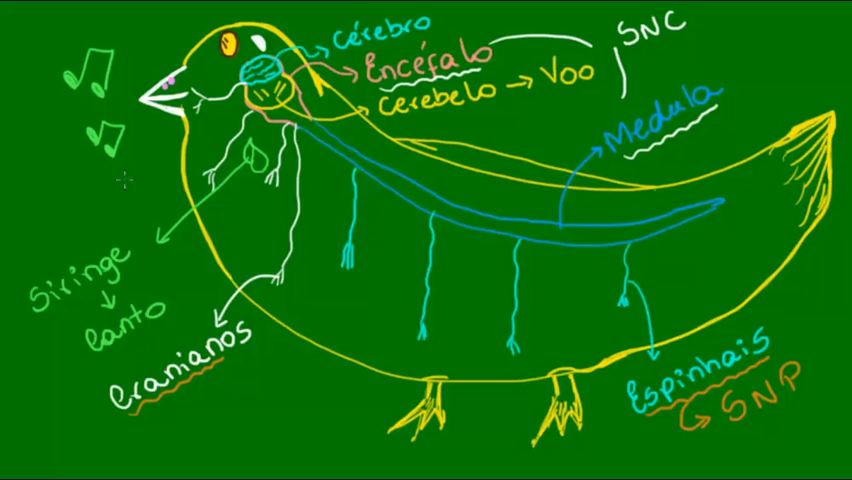 Cérebro
SNC
Encéfalo
Cerebelo → Voo
Medula
Siringe
↓
Canto
Cranianos
Espinhais
↳ SNP